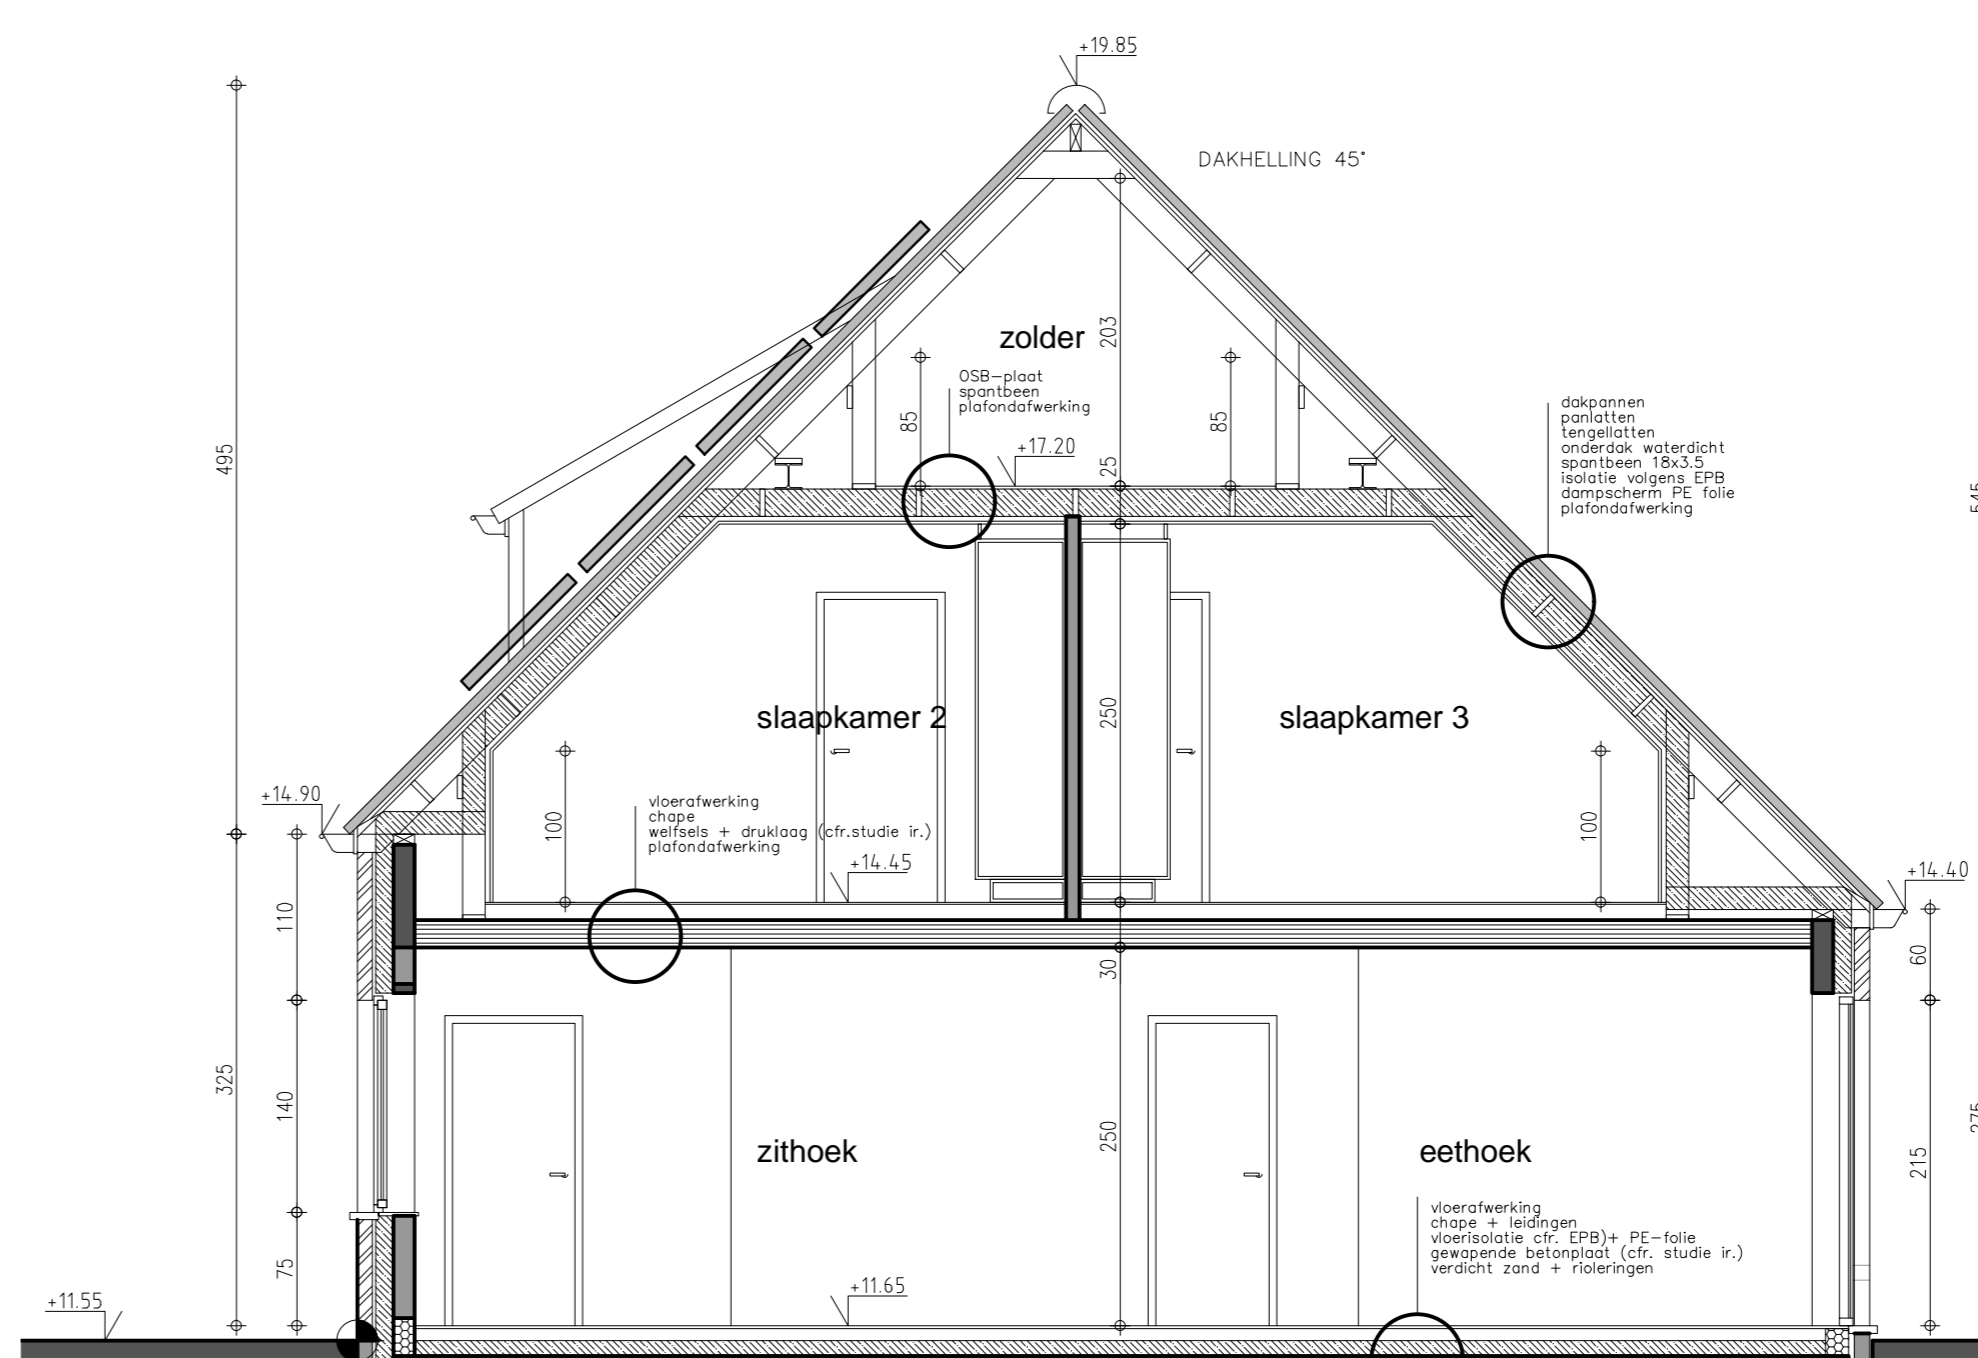 +19.85
DAKHELLING 45°
zolder
203
OSB-plaat
spantbeen
plafondafwerking
85
85
+17.20
25
495
dakpannen
panlatten
tengellatten
onderdak waterdicht
spantbeen 18x3.5
isolatie volgens EPB
dampscherm PE folie
plafondafwerking
slaapkamer 2
250
slaapkamer 3
+14.90
vloerafwerking
chape
welfsels + druklaag (cfr.studie ir.)
plafondafwerking
100
100
+14.45
+14.40
110
30
60
325
140
250
zithoek
eethoek
215
vloerafwerking
chape + leidingen
vloerisolatie cfr. EPB)+ PE-folie
gewapende betonplaat (cfr. studie ir.)
verdicht zand + rioleringen
75
+11.55
+11.65